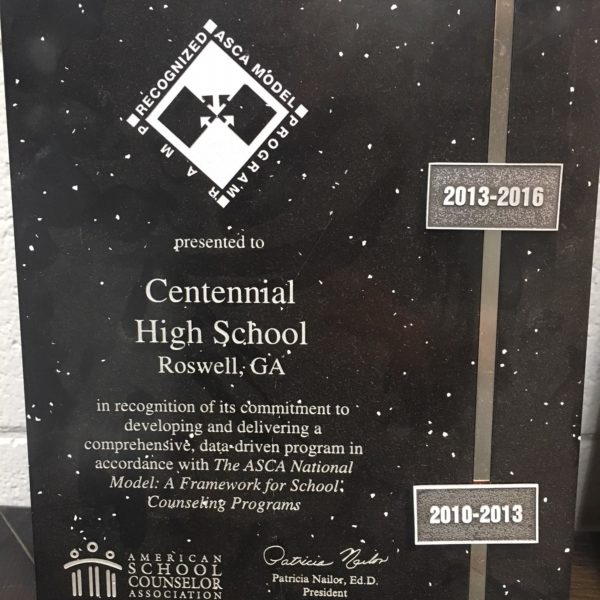 RECOGNIZED ASCA MODEL PROGRAM
RAMP
presented to
Centennial
High School
Roswell, GA
in recognition of its commitment to
developing and delivering a
comprehensive, data-driven program in
accordance with The ASCA National
Model: A Framework for School
Counseling Programs
AMERICAN
SCHOOL
COUNSELOR
ASSOCIATION
Patricia Nailor
Patricia Nailor, Ed.D.
President
2013-2016
2010-2013